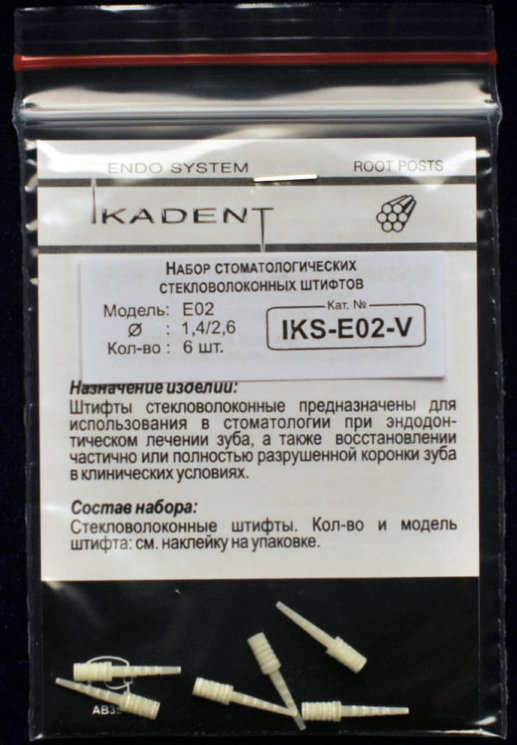 ENDO SYSTEM ROOT POSTS
IKADENT
НАБОР СТОМАТОЛОГИЧЕСКИХ
СТЕКЛОВОЛОКОННЫХ ШТИФТОВ
Модель: E02
Ø : 1,4/2,6
Кол-во : 6 шт.
Кат. №
IKS-E02-V
Назначение изделий:
Штифты стекловолоконные предназначены для
использования в стоматологии при эндодон-
тическом лечении зуба, а также восстановлении
частично или полностью разрушенной коронки зуба
в клинических условиях.
Состав набора:
Стекловолоконные штифты. Кол-во и модель
штифта: см. наклейку на упаковке.